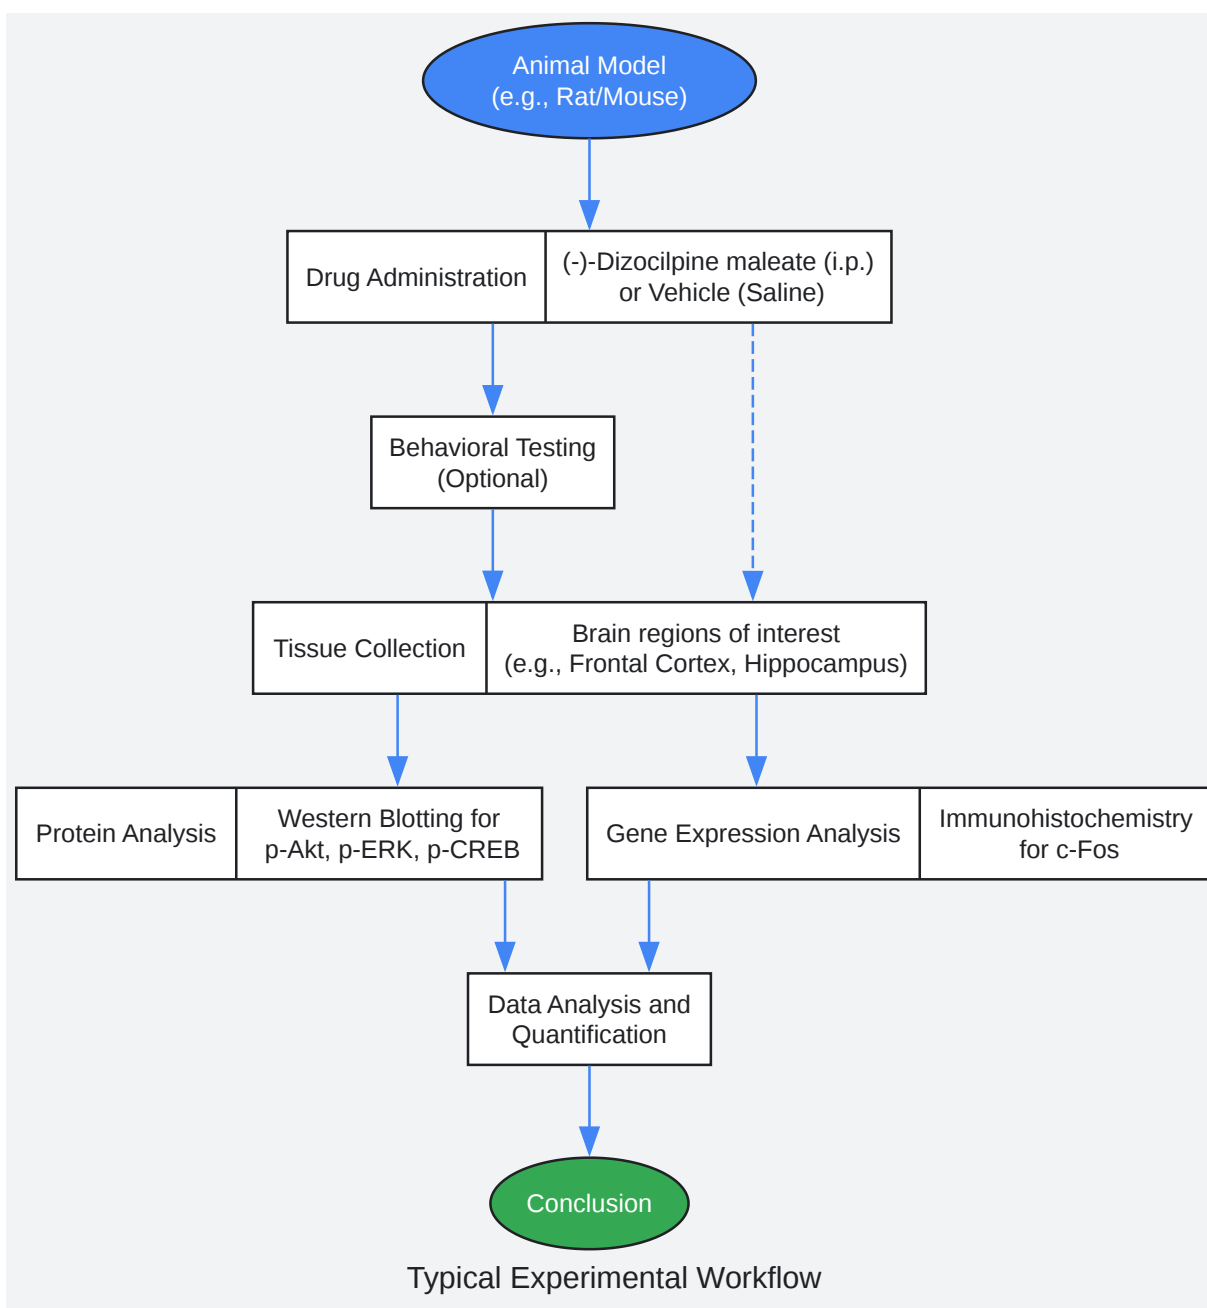 Animal Model
(e.g., Rat/Mouse)
Drug Administration
(-)-Dizocilpine maleate (i.p.)
or Vehicle (Saline)
Behavioral Testing
(Optional)
Tissue Collection
Brain regions of interest
(e.g., Frontal Cortex, Hippocampus)
Protein Analysis
Western Blotting for
p-Akt, p-ERK, p-CREB
Gene Expression Analysis
Immunohistochemistry
for c-Fos
Data Analysis and
Quantification
Conclusion
Typical Experimental Workflow